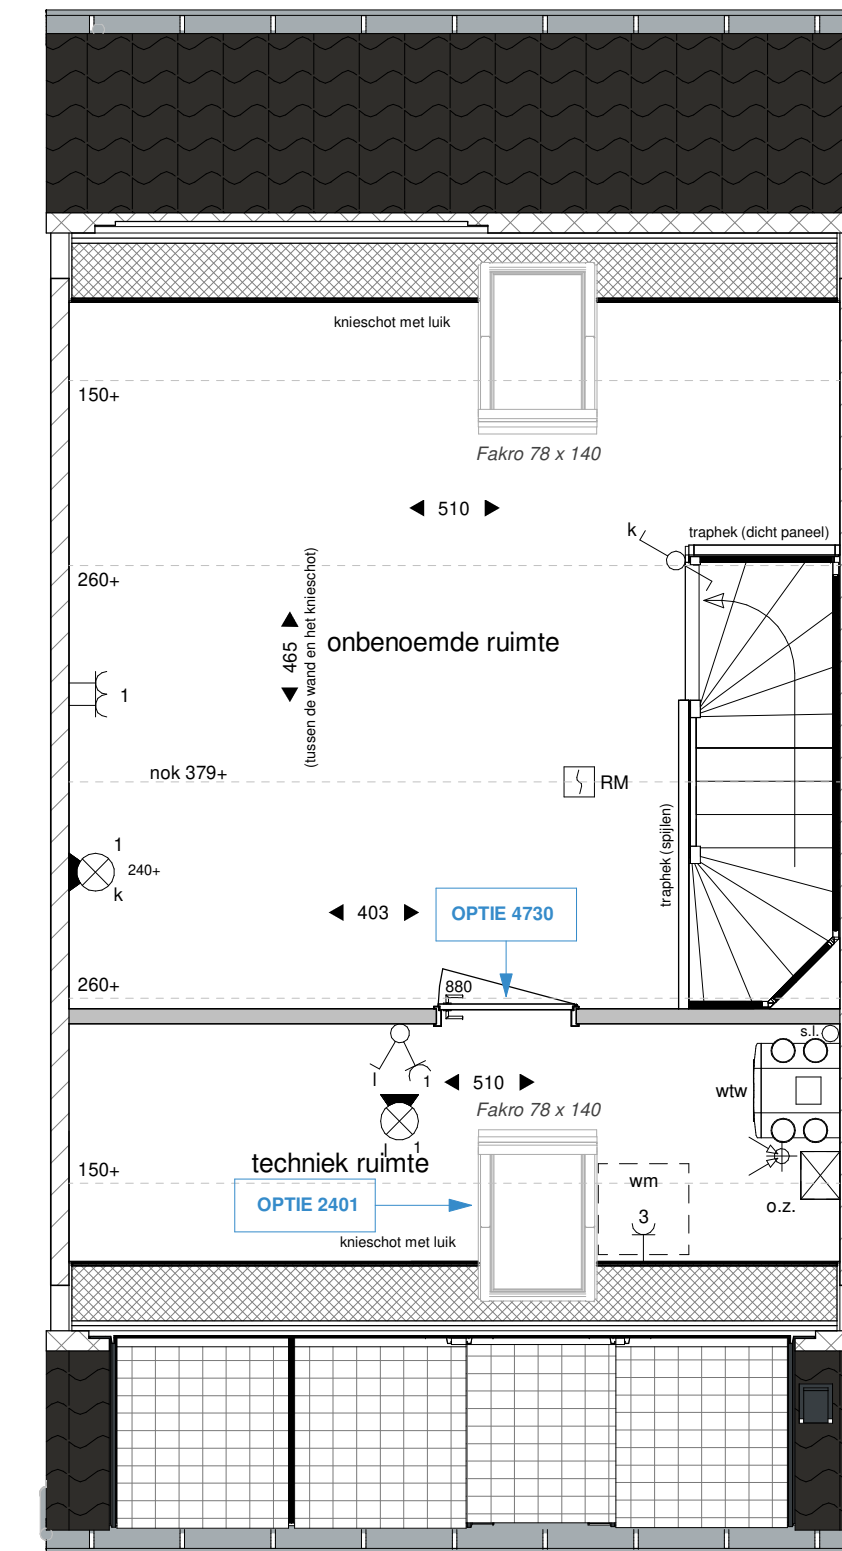 knieschot met luik
150+
Fakro 78 x 140
510
k
traphek (dicht paneel)
260+
465
(tussen de wand en het knieschot)
onbenoemde ruimte
1
nok 379+
RM
traphek (spijlen)
1
240+
k
403
OPTIE 4730
260+
880
s.l.
l
1
510
wtw
Fakro 78 x 140
l
1
techniek ruimte
150+
wm
OPTIE 2401
o.z.
3
knieschot met luik